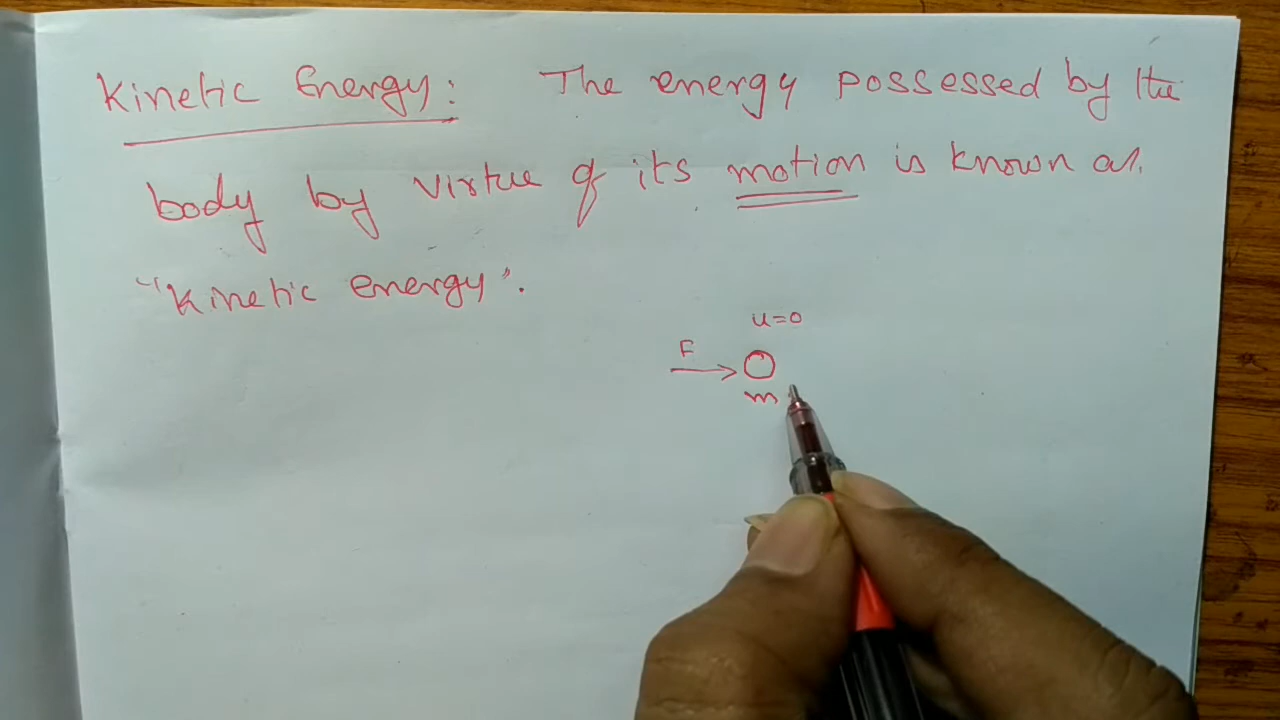 Kinetic Energy: The energy possessed by the
body by virtue of its motion is known as
"Kinetic energy".
u=0
F
m